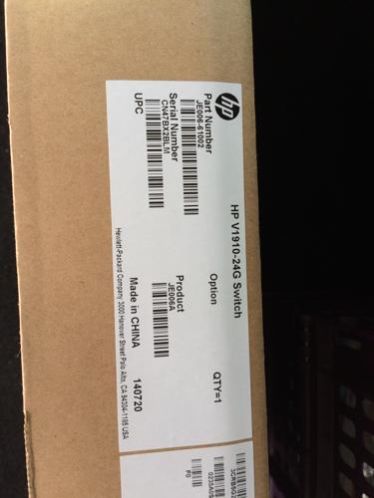 hp
HP V1910-24G Switch
Part Number
JE006-61002
Option
QTY=1
Serial Number
CN47BX2BLM
Product
JE006A
UPC
Made in CHINA
140720
Hewlett-Packard Company 3000 Hanover Street Palo Alto, CA 94304-1185 USA